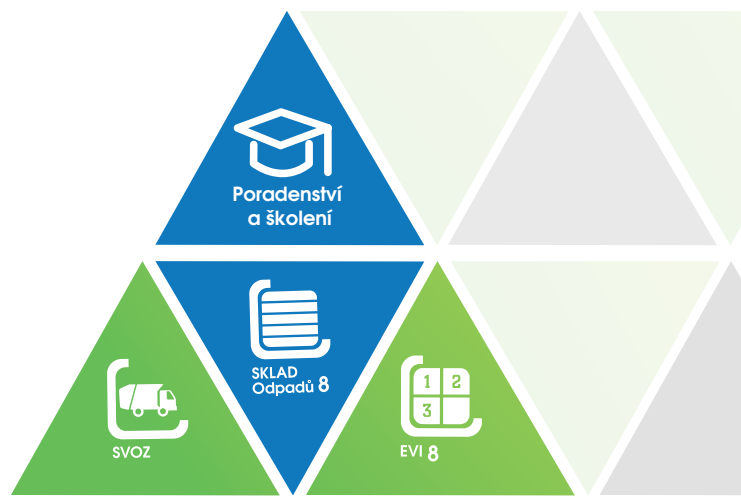 Poradenství
a školení
SKLAD
Odpadů 8
1 2
3
SVOZ
EVI 8